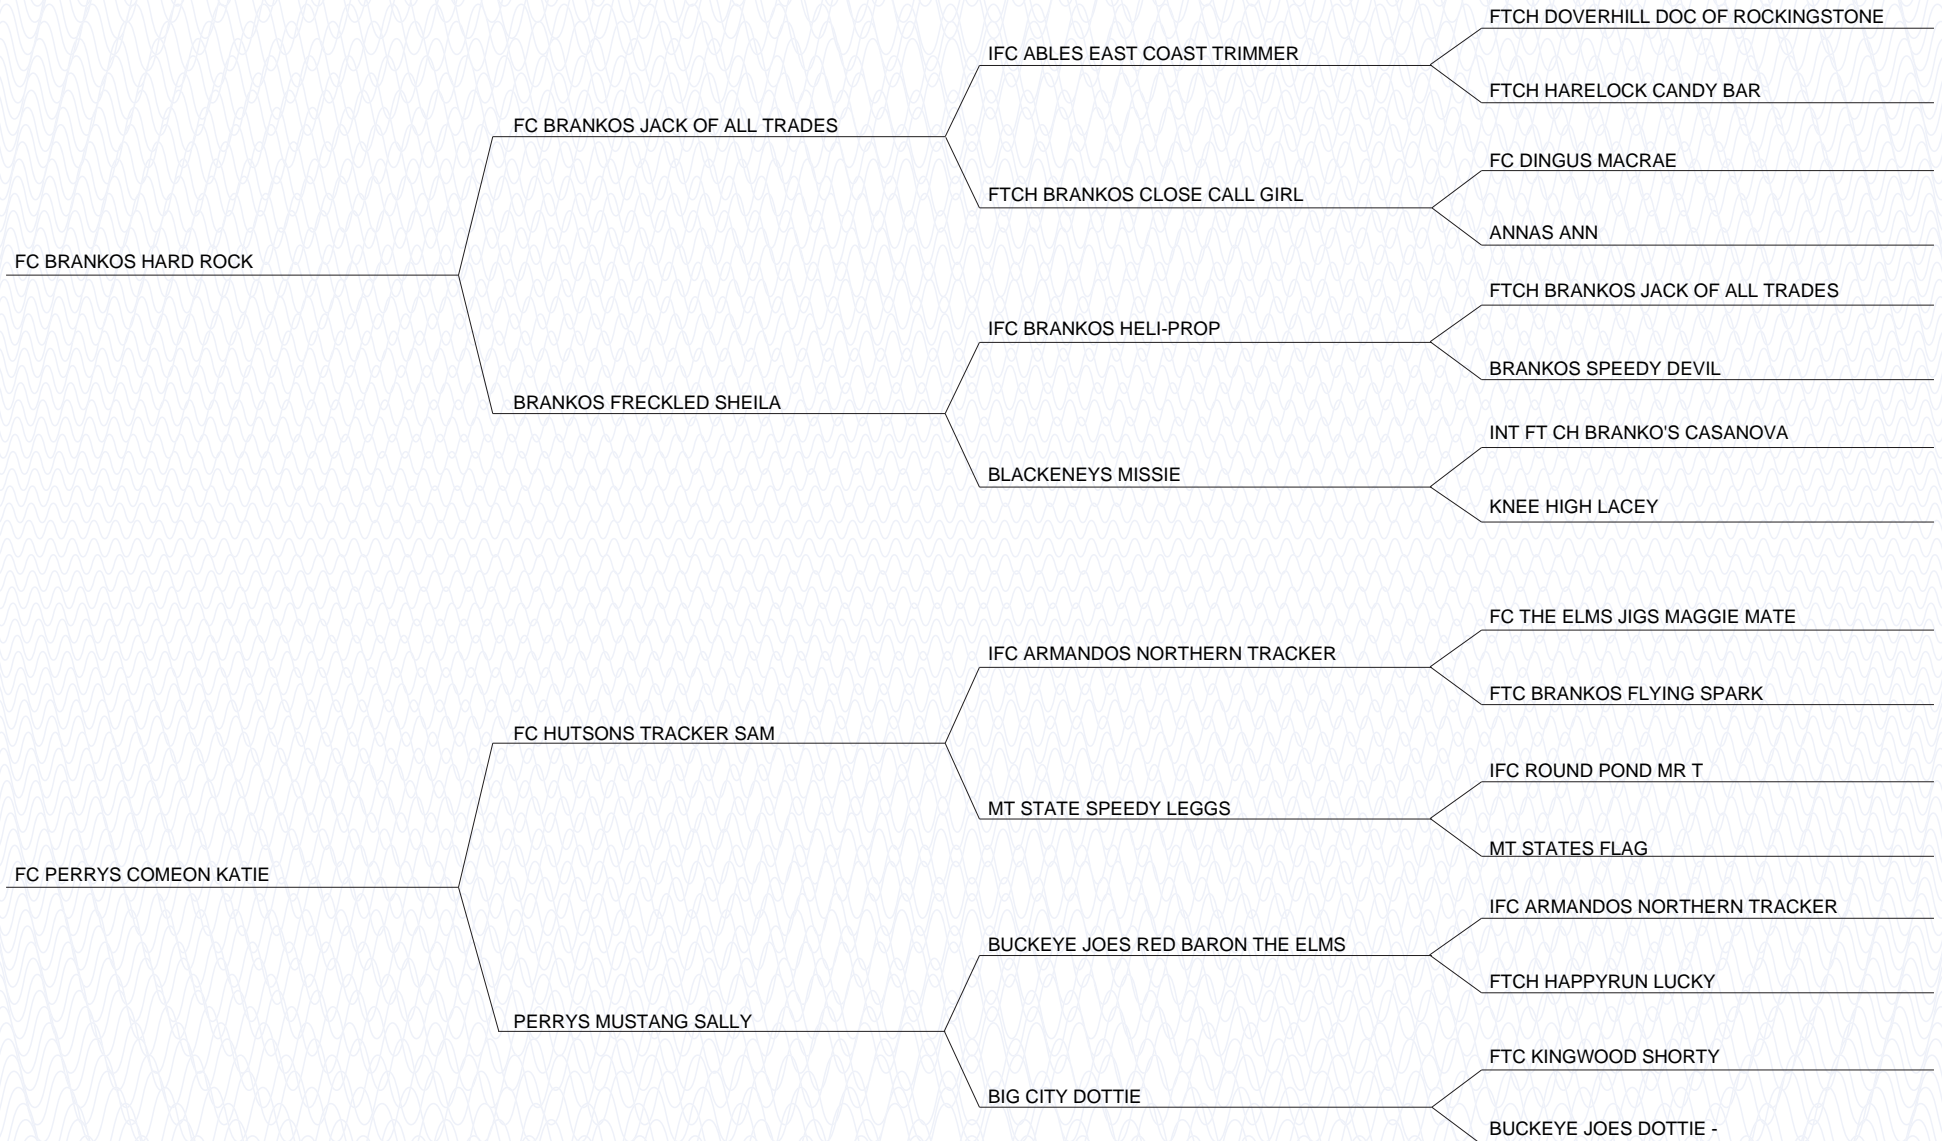 FTCH DOVERHILL DOC OF ROCKINGSTONE
IFC ABLES EAST COAST TRIMMER
FTCH HARELOCK CANDY BAR
FC BRANKOS JACK OF ALL TRADES
FC DINGUS MACRAE
FTCH BRANKOS CLOSE CALL GIRL
ANNAS ANN
FC BRANKOS HARD ROCK
FTCH BRANKOS JACK OF ALL TRADES
IFC BRANKOS HELI-PROP
BRANKOS SPEEDY DEVIL
BRANKOS FRECKLED SHEILA
INT FT CH BRANKO'S CASANOVA
BLACKENEYS MISSIE
KNEE HIGH LACEY
FC THE ELMS JIGS MAGGIE MATE
IFC ARMANDOS NORTHERN TRACKER
FTC BRANKOS FLYING SPARK
FC HUTSONS TRACKER SAM
IFC ROUND POND MR T
MT STATE SPEEDY LEGGS
MT STATES FLAG
FC PERRYS COMEON KATIE
IFC ARMANDOS NORTHERN TRACKER
BUCKEYE JOES RED BARON THE ELMS
FTCH HAPPYRUN LUCKY
PERRYS MUSTANG SALLY
FTC KINGWOOD SHORTY
BIG CITY DOTTIE
BUCKEYE JOES DOTTIE -